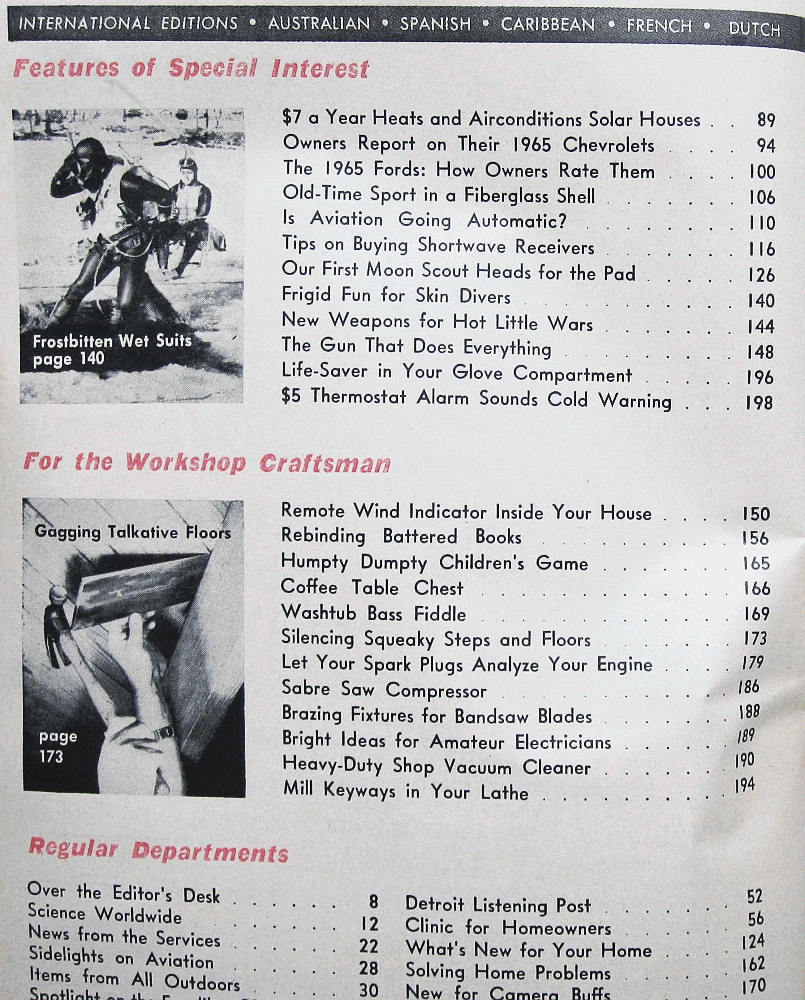 INTERNATIONAL EDITIONS • AUSTRALIAN • SPANISH • CARIBBEAN • FRENCH • DUTCH
Features of Special Interest
Frostbitten Wet Suits
page 140
$7 a Year Heats and Airconditions Solar Houses . . 89
Owners Report on Their 1965 Chevrolets . . . . 94
The 1965 Fords: How Owners Rate Them . . . . 100
Old-Time Sport in a Fiberglass Shell . . . . . . 106
Is Aviation Going Automatic? . . . . . . . 110
Tips on Buying Shortwave Receivers . . . . . . 116
Our First Moon Scout Heads for the Pad . . . . . 126
Frigid Fun for Skin Divers . . . . . . . . . 140
New Weapons for Hot Little Wars . . . . . . 144
The Gun That Does Everything . . . . . . . 148
Life-Saver in Your Glove Compartment . . . . . 196
$5 Thermostat Alarm Sounds Cold Warning . . . 198
For the Workshop Craftsman
Gagging Talkative Floors
page
173
Remote Wind Indicator Inside Your House . . . . 150
Rebinding Battered Books . . . . . . . . . 156
Humpty Dumpty Children's Game . . . . . . 165
Coffee Table Chest . . . . . . . . . . . 166
Washtub Bass Fiddle . . . . . . . . . . . 169
Silencing Squeaky Steps and Floors . . . . . . 173
Let Your Spark Plugs Analyze Your Engine . . . . 179
Sabre Saw Compressor . . . . . . . . . . 186
Brazing Fixtures for Bandsaw Blades . . . . . . 188
Bright Ideas for Amateur Electricians . . . . . 189
Heavy-Duty Shop Vacuum Cleaner . . . . . . 190
Mill Keyways in Your Lathe . . . . . . . . . 194
Regular Departments
Over the Editor's Desk . . . . . . 8
Science Worldwide . . . . . . . 12
News from the Services . . . . . . 22
Sidelights on Aviation . . . . . . 28
Items from All Outdoors . . . . . 30
Detroit Listening Post . . . . . . 52
Clinic for Homeowners . . . . . 56
What's New for Your Home . . . . 124
Solving Home Problems . . . . . 162
New for Camera Buffs . . . . . 170